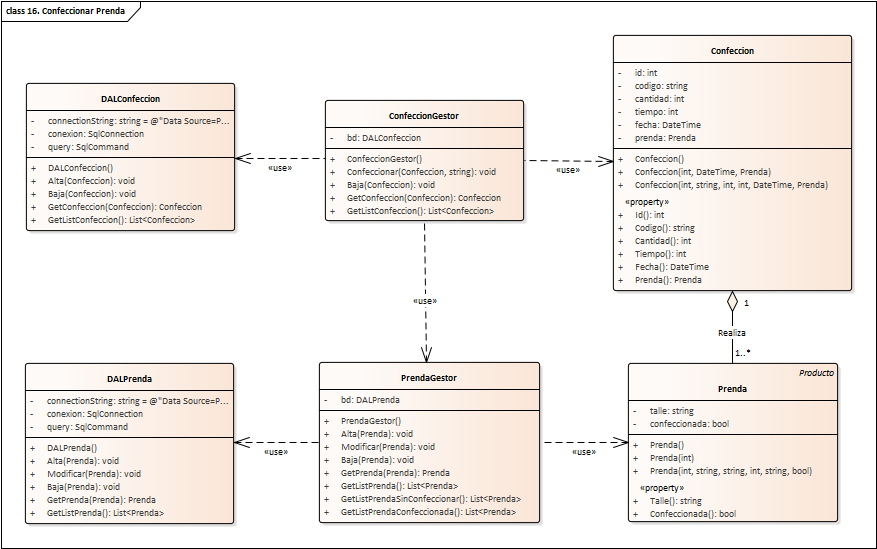 class 16. Confeccionar Prenda
DALConfeccion
- connectionString: string = @"Data Source=P...
- conexion: SqlConnection
- query: SqlCommand
+ DALConfeccion()
+ Alta(Confeccion): void
+ Baja(Confeccion): void
+ GetConfeccion(Confeccion): Confeccion
+ GetListConfeccion(): List<Confeccion>
«use»
ConfeccionGestor
- bd: DALConfeccion
+ ConfeccionGestor()
+ Confeccionar(Confeccion, string): void
+ Baja(Confeccion): void
+ GetConfeccion(Confeccion): Confeccion
+ GetListConfeccion(): List<Confeccion>
«use»
Confeccion
- id: int
- codigo: string
- cantidad: int
- tiempo: int
- fecha: DateTime
- prenda: Prenda
+ Confeccion()
+ Confeccion(int, DateTime, Prenda)
+ Confeccion(int, string, int, int, DateTime, Prenda)
«property»
+ Id(): int
+ Codigo(): string
+ Cantidad(): int
+ Tiempo(): int
+ Fecha(): DateTime
+ Prenda(): Prenda
«use»
1
Realiza
1..*
DALPrenda
- connectionString: string = @"Data Source=P...
- conexion: SqlConnection
- query: SqlCommand
+ DALPrenda()
+ Alta(Prenda): void
+ Modificar(Prenda): void
+ Baja(Prenda): void
+ GetPrenda(Prenda): Prenda
+ GetListPrenda(): List<Prenda>
«use»
PrendaGestor
- bd: DALPrenda
+ PrendaGestor()
+ Alta(Prenda): void
+ Modificar(Prenda): void
+ Baja(Prenda): void
+ GetPrenda(Prenda): Prenda
+ GetListPrenda(): List<Prenda>
+ GetListPrendaSinConfeccionar(): List<Prenda>
+ GetListPrendaConfeccionada(): List<Prenda>
«use»
Producto
Prenda
- talle: string
- confeccionada: bool
+ Prenda()
+ Prenda(int)
+ Prenda(int, string, string, int, string, bool)
«property»
+ Talle(): string
+ Confeccionada(): bool